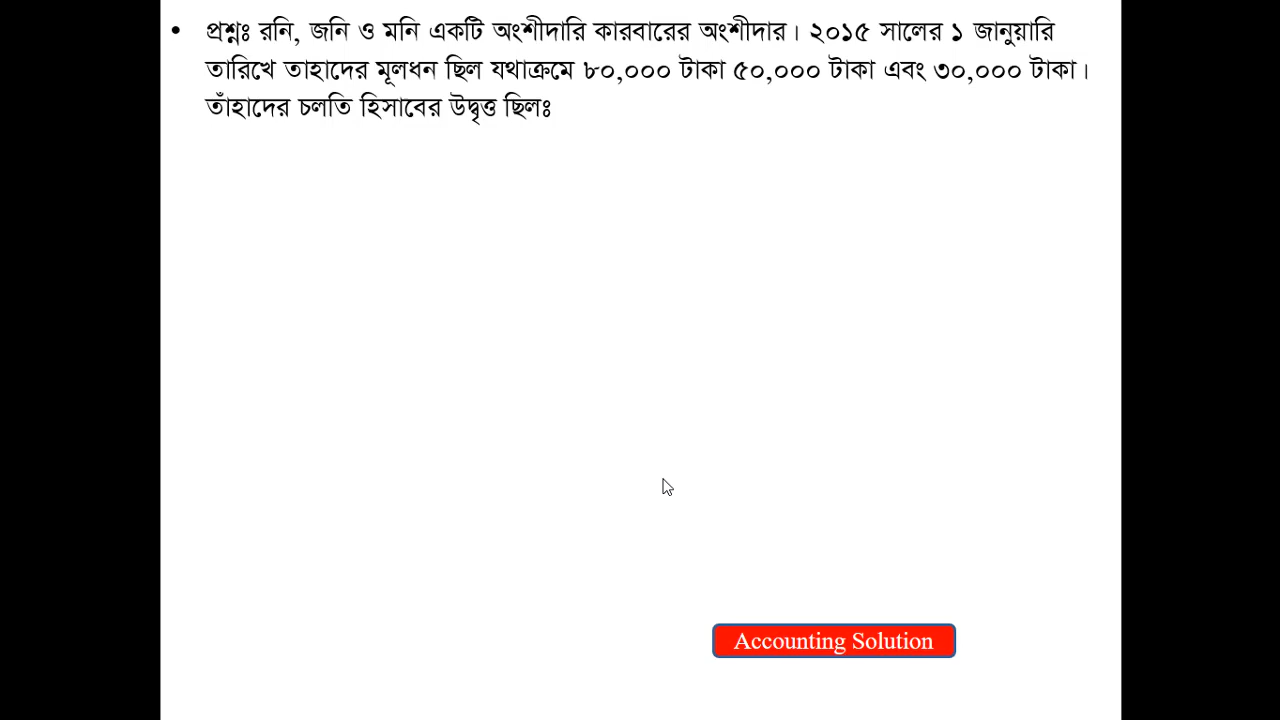 • প্রশ্নঃ রনি, জনি ও মনি একটি অংশীদারি কারবারের অংশীদার। ২০১৫ সালের ১ জানুয়ারি
তারিখে তাহাদের মূলধন ছিল যথাক্রমে ৮০,০০০ টাকা ৫০,০০০ টাকা এবং ৩০,০০০ টাকা।
তাঁহাদের চলতি হিসাবের উদ্বৃত্ত ছিলঃ
Accounting Solution